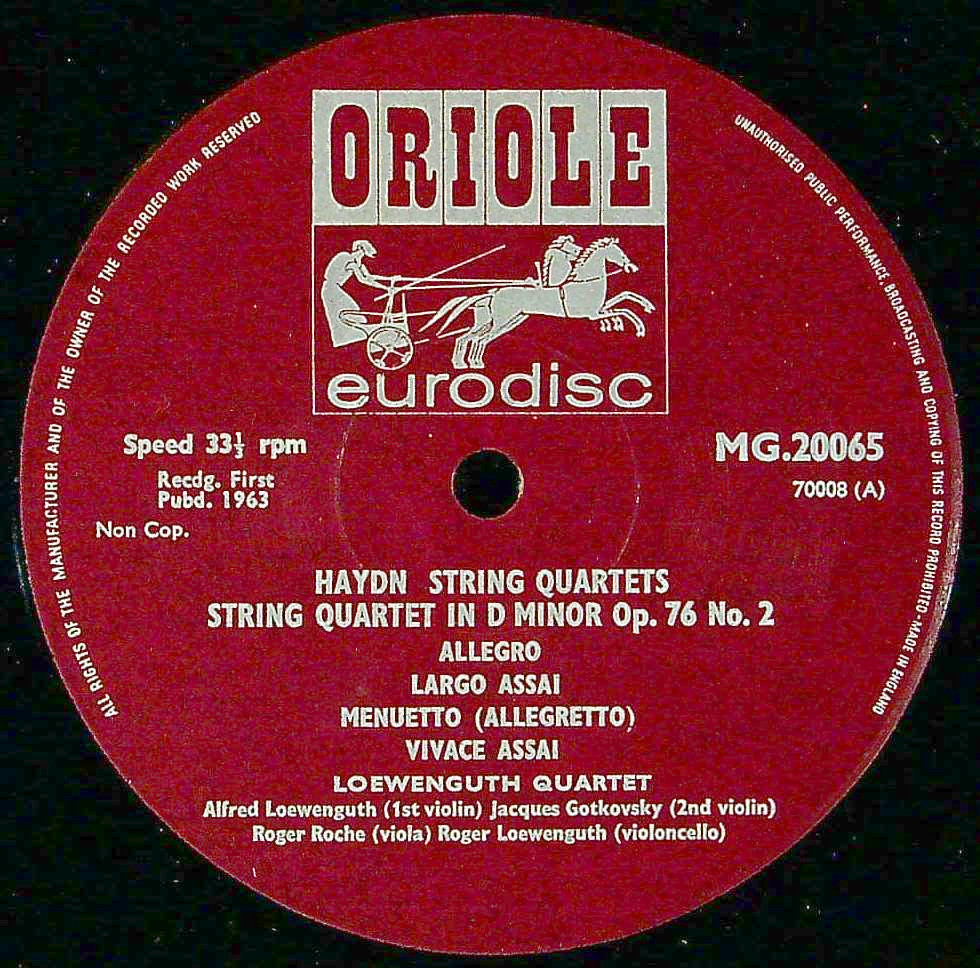 ORIOLE
eurodisc
ALL RIGHTS OF THE MANUFACTURER AND OF THE OWNER OF THE RECORDED WORK RESERVED
UNAUTHORISED PUBLIC PERFORMANCE, BROADCASTING AND COPYING OF THIS RECORD PROHIBITED-MADE IN ENGLAND
Speed 33⅓ rpm
Recdg. First
Pubd. 1963
Non Cop.
MG.20065
70008 (A)
HAYDN STRING QUARTETS
STRING QUARTET IN D MINOR Op. 76 No. 2
ALLEGRO
LARGO ASSAI
MENUETTO (ALLEGRETTO)
VIVACE ASSAI
LOEWENGUTH QUARTET
Alfred Loewenguth (1st violin) Jacques Gotkovsky (2nd violin)
Roger Roche (viola) Roger Loewenguth (violoncello)